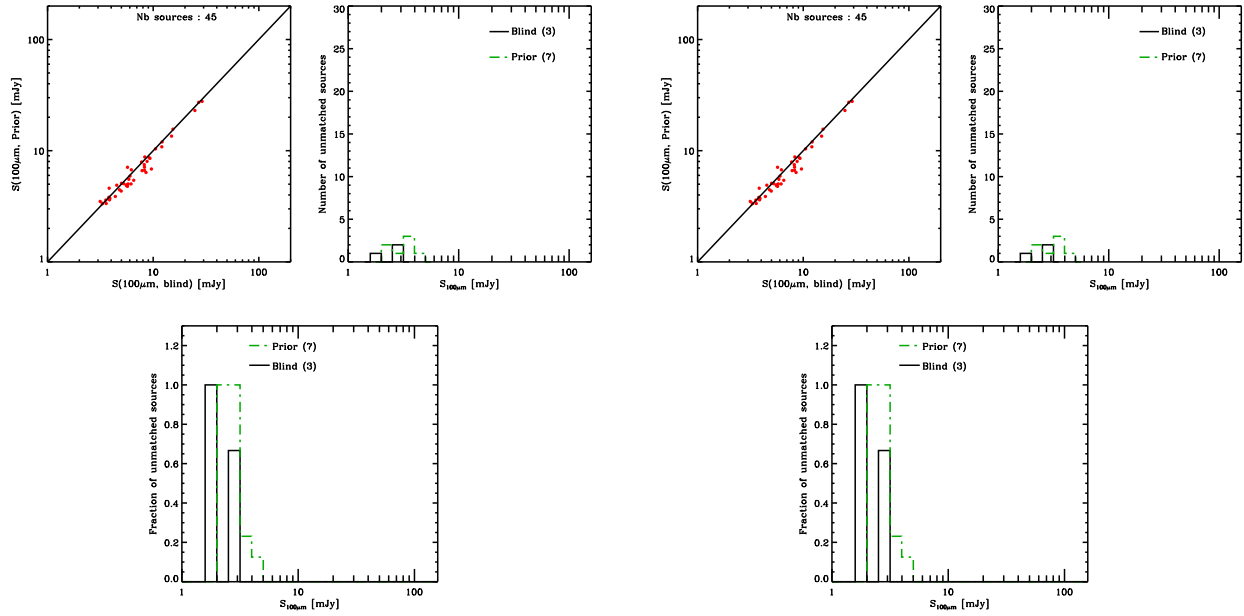 Nb sources : 45
S(100μm, Prior) [mJy]
100
10
1
1
10
100
S(100μm, blind) [mJy]
Number of unmatched sources
30
25
20
15
10
5
0
Blind (3)
Prior (7)
1
10
100
S100μm [mJy]
Nb sources : 45
S(100μm, Prior) [mJy]
100
10
1
1
10
100
S(100μm, blind) [mJy]
Number of unmatched sources
30
25
20
15
10
5
0
Blind (3)
Prior (7)
1
10
100
S100μm [mJy]
Fraction of unmatched sources
1.2
1.0
0.8
0.6
0.4
0.2
0.0
Prior (7)
Blind (3)
1
10
100
S100μm [mJy]
Fraction of unmatched sources
1.2
1.0
0.8
0.6
0.4
0.2
0.0
Prior (7)
Blind (3)
1
10
100
S100μm [mJy]